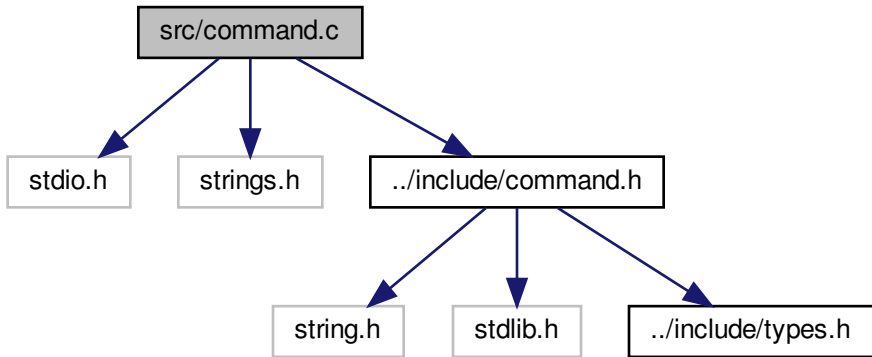 src/command.c
stdio.h
strings.h
../include/command.h
string.h
stdlib.h
../include/types.h